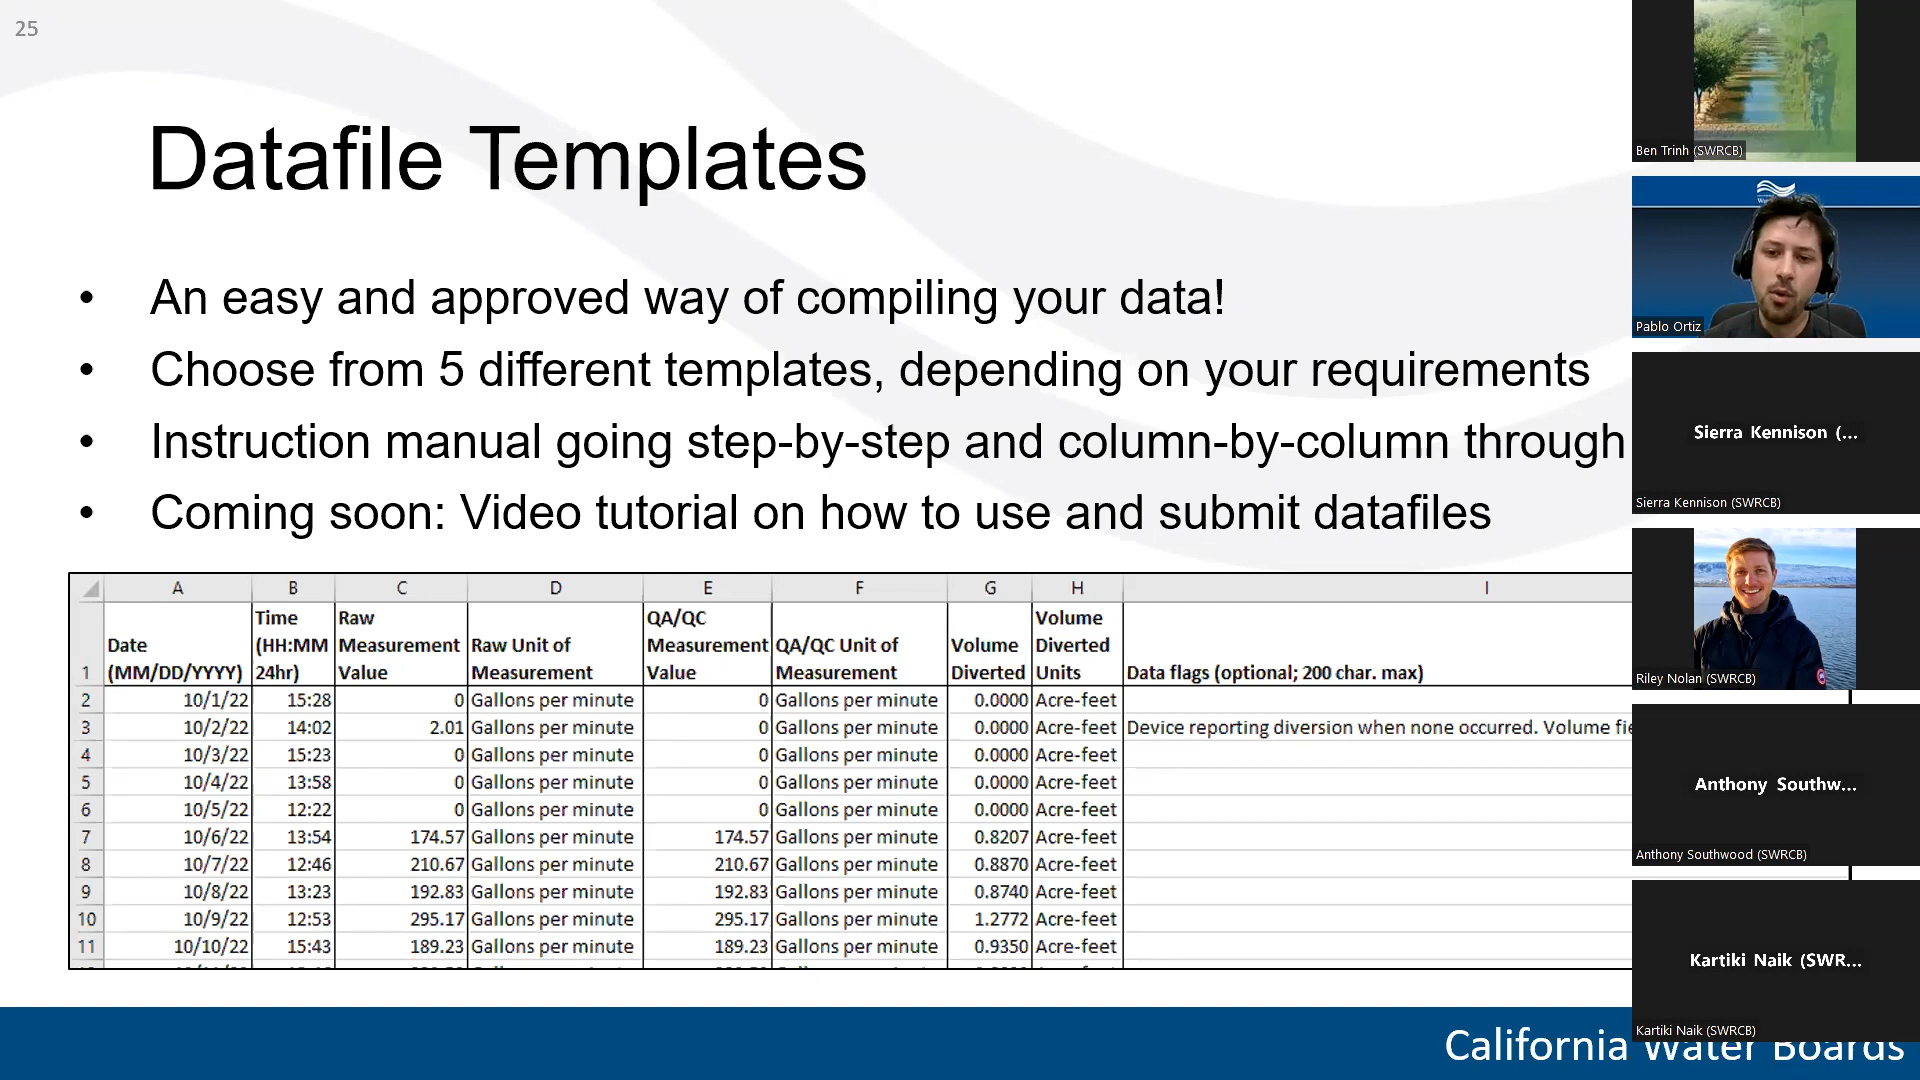 25
Datafile Templates
• An easy and approved way of compiling your data!
• Choose from 5 different templates, depending on your requirements
• Instruction manual going step-by-step and column-by-column through
• Coming soon: Video tutorial on how to use and submit datafiles
A B C D E F G H I
1 Date (MM/DD/YYYY) Time (HH:MM 24hr) Raw Measurement Value Raw Unit of Measurement QA/QC Measurement Value QA/QC Unit of Measurement Volume Diverted Volume Diverted Units Data flags (optional; 200 char. max)
2 10/1/22 15:28 0 Gallons per minute 0 Gallons per minute 0.0000 Acre-feet
3 10/2/22 14:02 2.01 Gallons per minute 0 Gallons per minute 0.0000 Acre-feet Device reporting diversion when none occurred. Volume
4 10/3/22 15:23 0 Gallons per minute 0 Gallons per minute 0.0000 Acre-feet
5 10/4/22 13:58 0 Gallons per minute 0 Gallons per minute 0.0000 Acre-feet
6 10/5/22 12:22 0 Gallons per minute 0 Gallons per minute 0.0000 Acre-feet
7 10/6/22 13:54 174.57 Gallons per minute 174.57 Gallons per minute 0.8207 Acre-feet
8 10/7/22 12:46 210.67 Gallons per minute 210.67 Gallons per minute 0.8870 Acre-feet
9 10/8/22 13:23 192.83 Gallons per minute 192.83 Gallons per minute 0.8740 Acre-feet
10 10/9/22 12:53 295.17 Gallons per minute 295.17 Gallons per minute 1.2772 Acre-feet
11 10/10/22 15:43 189.23 Gallons per minute 189.23 Gallons per minute 0.9350 Acre-feet
California Water Boards
Ben Trinh (SWRCB)
Pablo Ortiz
Sierra Kennison (...
Sierra Kennison (SWRCB)
Riley Nolan (SWRCB)
Anthony Southw...
Anthony Southwood (SWRCB)
Kartiki Naik (SWR...
Kartiki Naik (SWRCB)